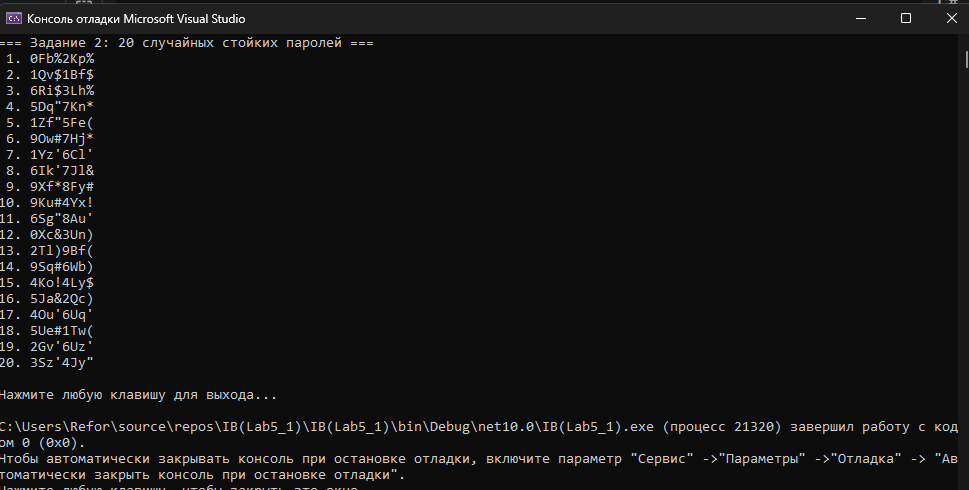 Консоль отладки Microsoft Visual Studio
=== Задание 2: 20 случайных стойких паролей ===
1. 0Fb%2Kp%
2. 1Qv$1Bf$
3. 6Ri$3Lh%
4. 5Dq"7Kn*
5. 1Zf"5Fe(
6. 9Ow#7Hj*
7. 1Yz'6Cl'
8. 6Ik'7Jl&
9. 9Xf*8Fy#
10. 9Ku#4Yx!
11. 6Sg"8Au'
12. 0Xc&3Un)
13. 2Tl)9Bf(
14. 9Sq#6Wb)
15. 4Ko!4Ly$
16. 5Ja&2Qc)
17. 4Ou'6Uq'
18. 5Ue#1Tw(
19. 2Gv'6Uz'
20. 3Sz'4Jy"
Нажмите любую клавишу для выхода...
C:\Users\Refor\source\repos\IB(Lab5_1)\IB(Lab5_1)\bin\Debug\net10.0\IB(Lab5_1).exe (процесс 21320) завершил работу с код
ом 0 (0x0).
Чтобы автоматически закрывать консоль при остановке отладки, включите параметр "Сервис" ->"Параметры" ->"Отладка" -> "Ав
томатически закрыть консоль при остановке отладки".
Нажмите любую клавишу, чтобы закрыть это окно